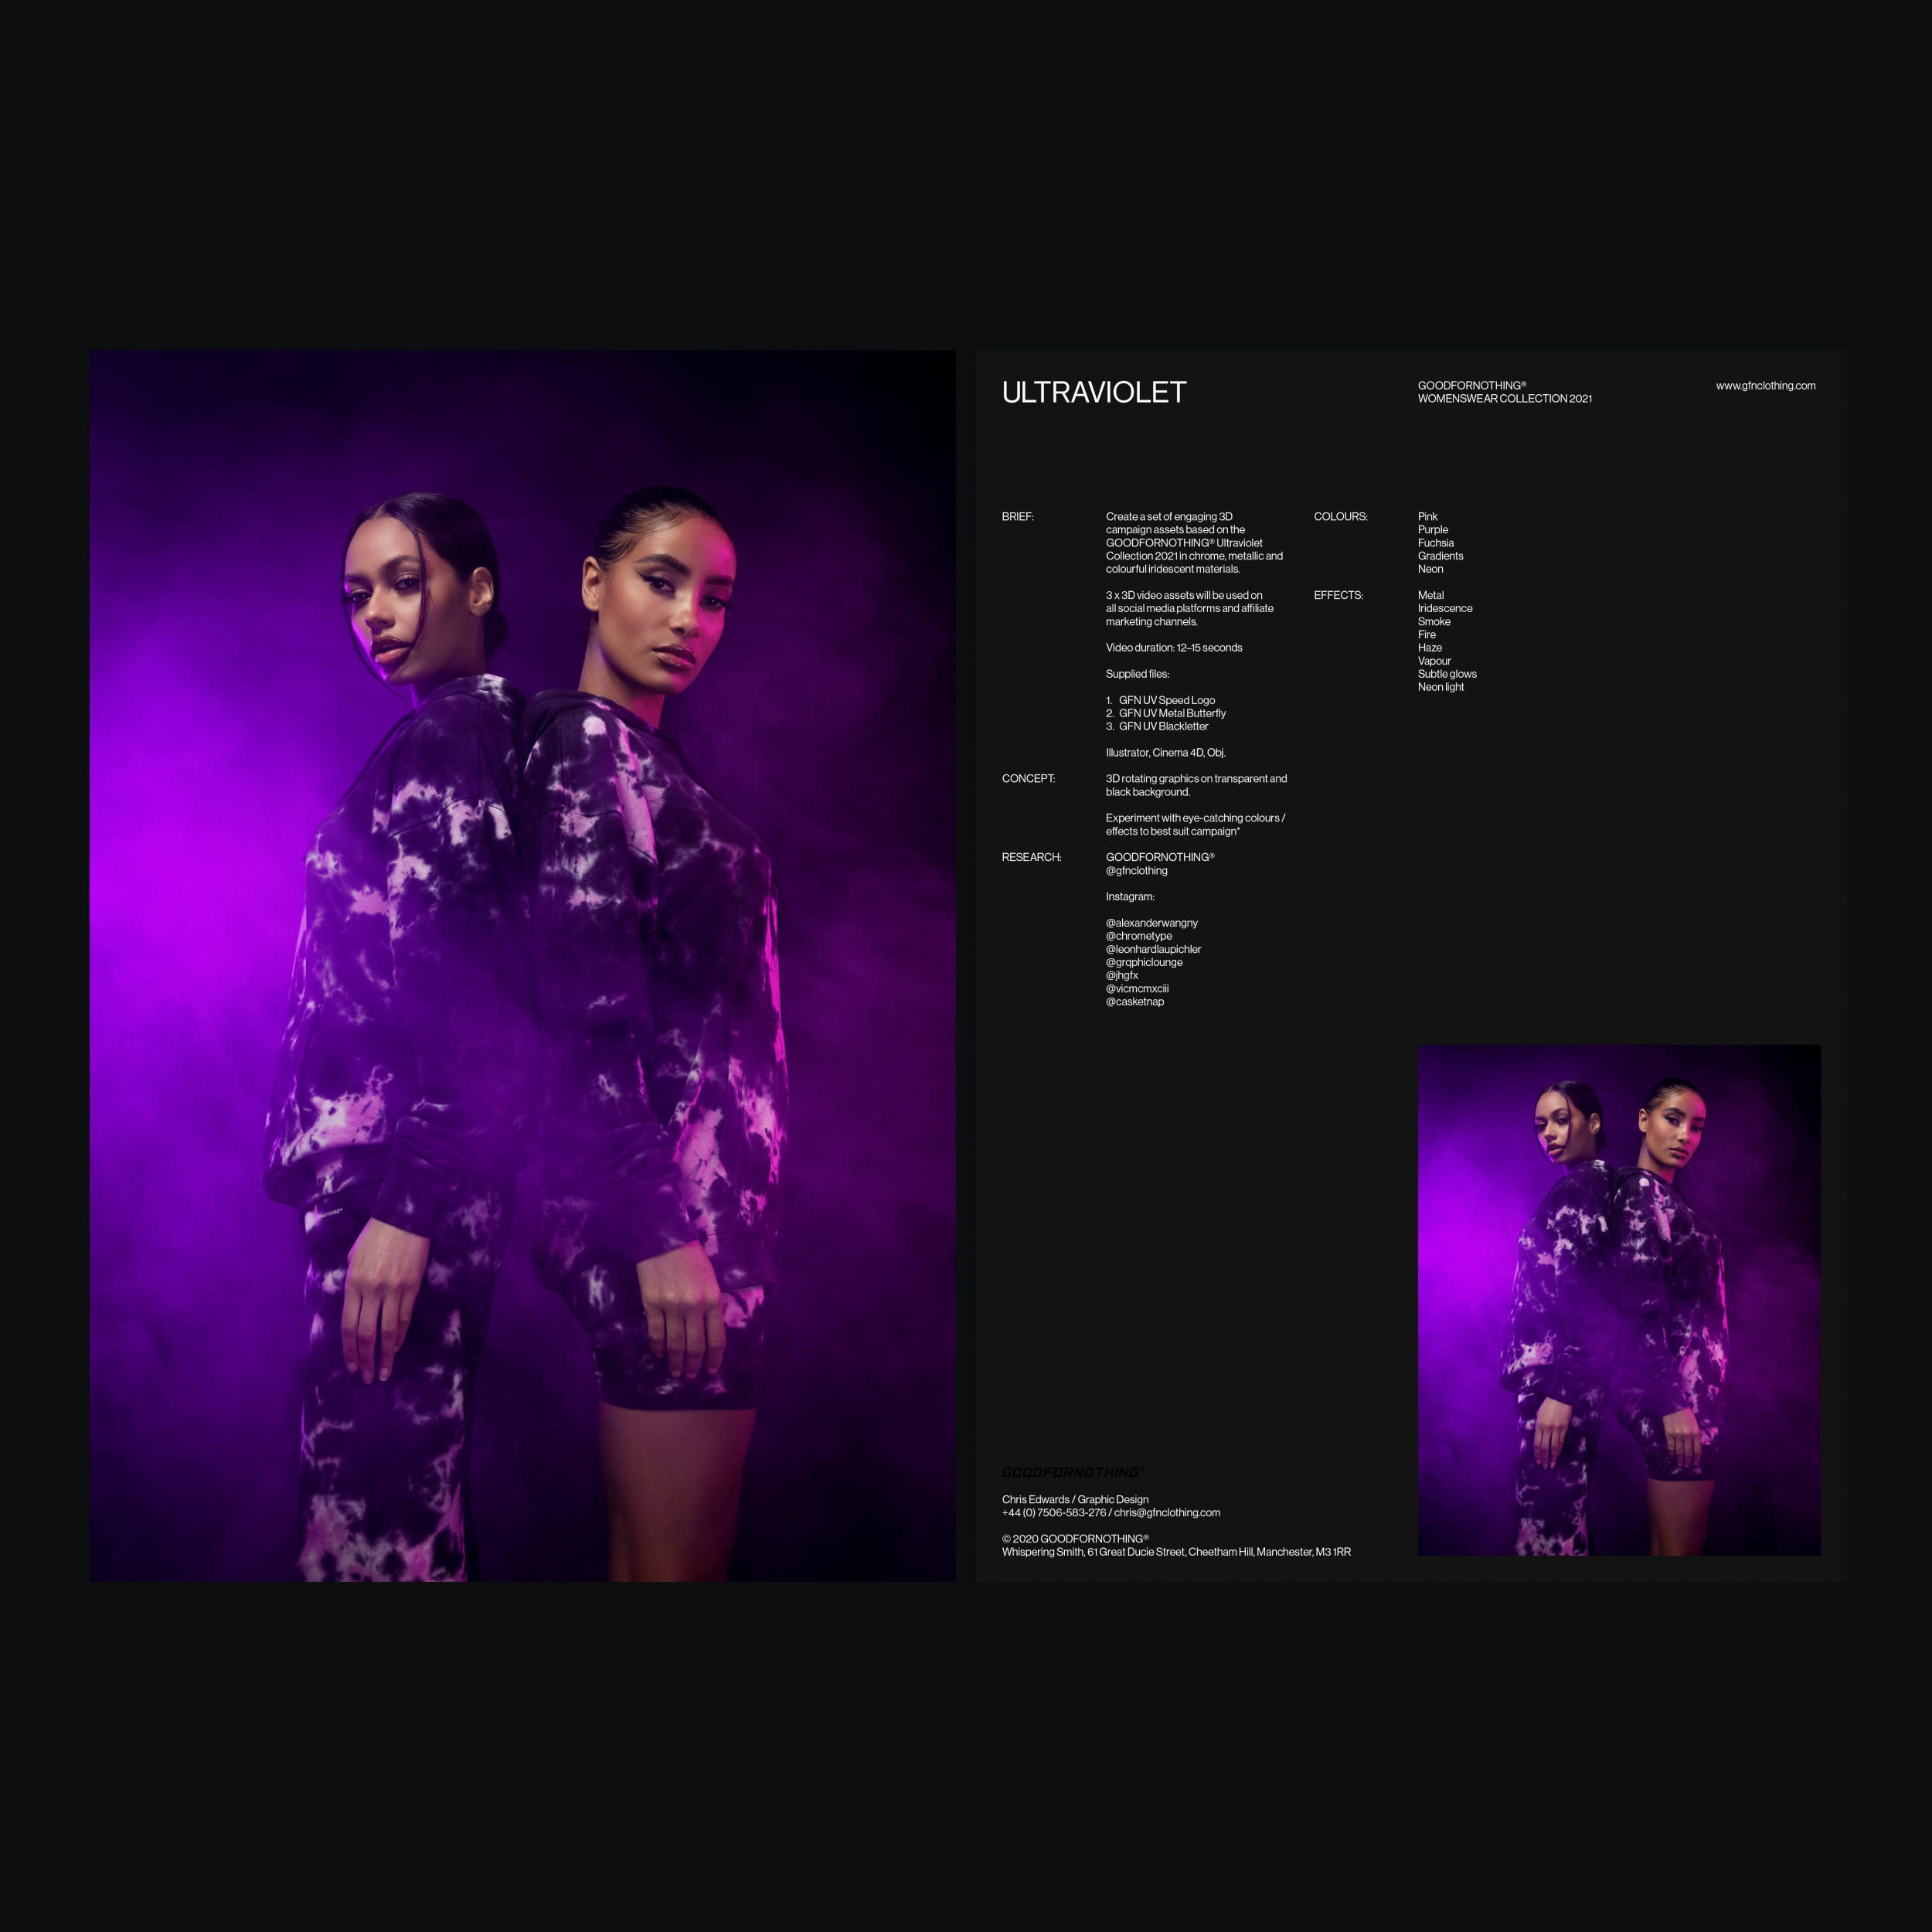 ULTRAVIOLET
GOODFORNOTHING®
WOMENSWEAR COLLECTION 2021
www.gfnclothing.com
BRIEF:
Create a set of engaging 3D
campaign assets based on the
GOODFORNOTHING® Ultraviolet
Collection 2021 in chrome, metallic and
colourful iridescent materials.
3 x 3D video assets will be used on
all social media platforms and affiliate
marketing channels.
Video duration: 12–15 seconds
Supplied files:
1. GFN UV Speed Logo
2. GFN UV Metal Butterfly
3. GFN UV Blackletter
Illustrator, Cinema 4D, Obj.
CONCEPT:
3D rotating graphics on transparent and
black background.
Experiment with eye-catching colours /
effects to best suit campaign*
RESEARCH:
GOODFORNOTHING®
@gfnclothing
Instagram:
@alexanderwangny
@chrometype
@leonhardlaupichler
@grqphiclounge
@jhgfx
@vicmcmxciii
@casketnap
COLOURS:
Pink
Purple
Fuchsia
Gradients
Neon
EFFECTS:
Metal
Iridescence
Smoke
Fire
Haze
Vapour
Subtle glows
Neon light
GOODFORNOTHING®
Chris Edwards / Graphic Design
+44 (0) 7506-583-276 / chris@gfnclothing.com
© 2020 GOODFORNOTHING®
Whispering Smith, 61 Great Ducie Street, Cheetham Hill, Manchester, M3 1RR